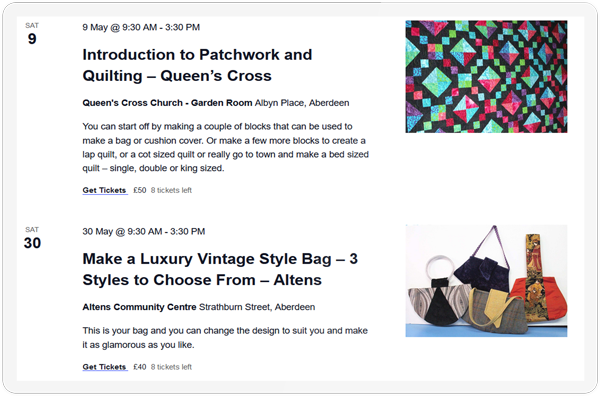 SAT
9
9 May @ 9:30 AM - 3:30 PM
Introduction to Patchwork and
Quilting – Queen's Cross
Queen's Cross Church - Garden Room Albyn Place, Aberdeen
You can start off by making a couple of blocks that can be used to
make a bag or cushion cover. Or make a few more blocks to create a
lap quilt, or a cot sized quilt or really go to town and make a bed sized
quilt – single, double or king sized.
Get Tickets £50 8 tickets left
SAT
30
30 May @ 9:30 AM - 3:30 PM
Make a Luxury Vintage Style Bag – 3
Styles to Choose From – Altens
Altens Community Centre Strathburn Street, Aberdeen
This is your bag and you can change the design to suit you and make
it as glamorous as you like.
Get Tickets £40 8 tickets left